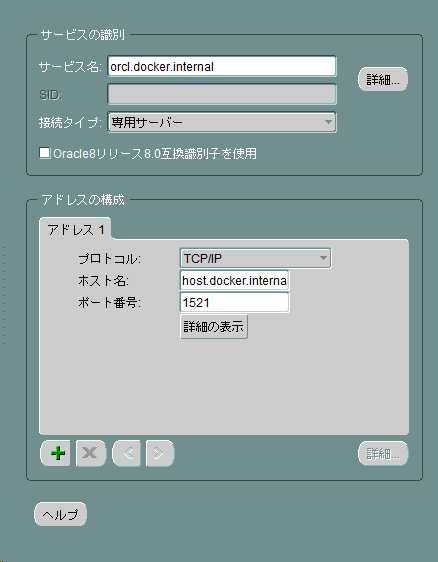 サービスの識別
サービス名: orcl.docker.internal
詳細...
SID:
接続タイプ: 専用サーバー
Oracle8リリース8.0互換識別子を使用
アドレスの構成
アドレス 1
プロトコル: TCP/IP
ホスト名: host.docker.interna
ポート番号: 1521
詳細の表示
詳細...
ヘルプ